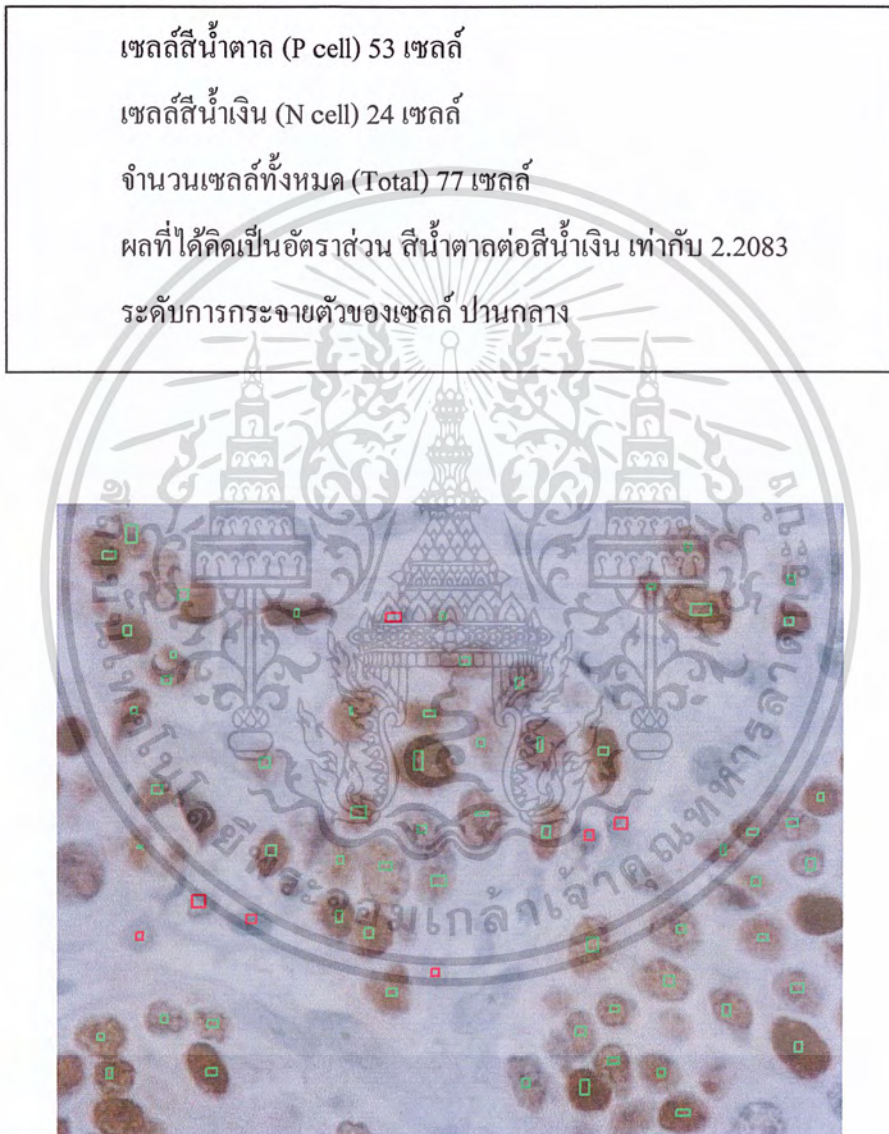 เซลล์สีน้ำตาล (P cell) 53 เซลล์
เซลล์สีน้ำเงิน (N cell) 24 เซลล์
จำนวนเซลล์ทั้งหมด (Total) 77 เซลล์
ผลที่ได้คิดเป็นอัตราส่วน สีน้ำตาลต่อสีน้ำเงิน เท่ากับ 2.2083
ระดับการกระจายตัวของเซลล์ ปานกลาง